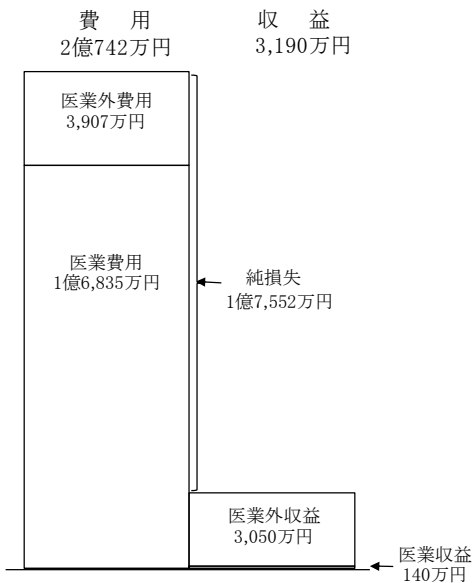 費　用
2億742万円
収　益
3,190万円
医業外費用
3,907万円
医業費用
1億6,835万円
純損失
1億7,552万円
医業外収益
3,050万円
医業収益
140万円